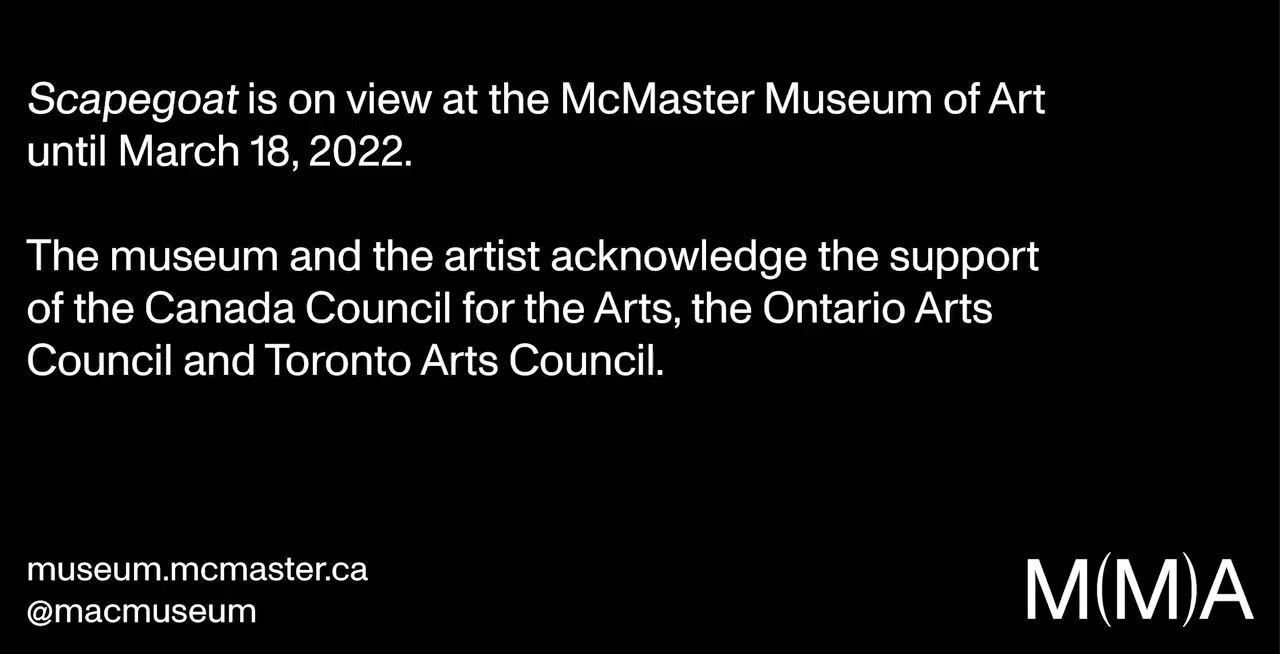 Scapegoat is on view at the McMaster Museum of Art
until March 18, 2022.
The museum and the artist acknowledge the support
of the Canada Council for the Arts, the Ontario Arts
Council and Toronto Arts Council.
museum.mcmaster.ca
@macmuseum
M(M)A